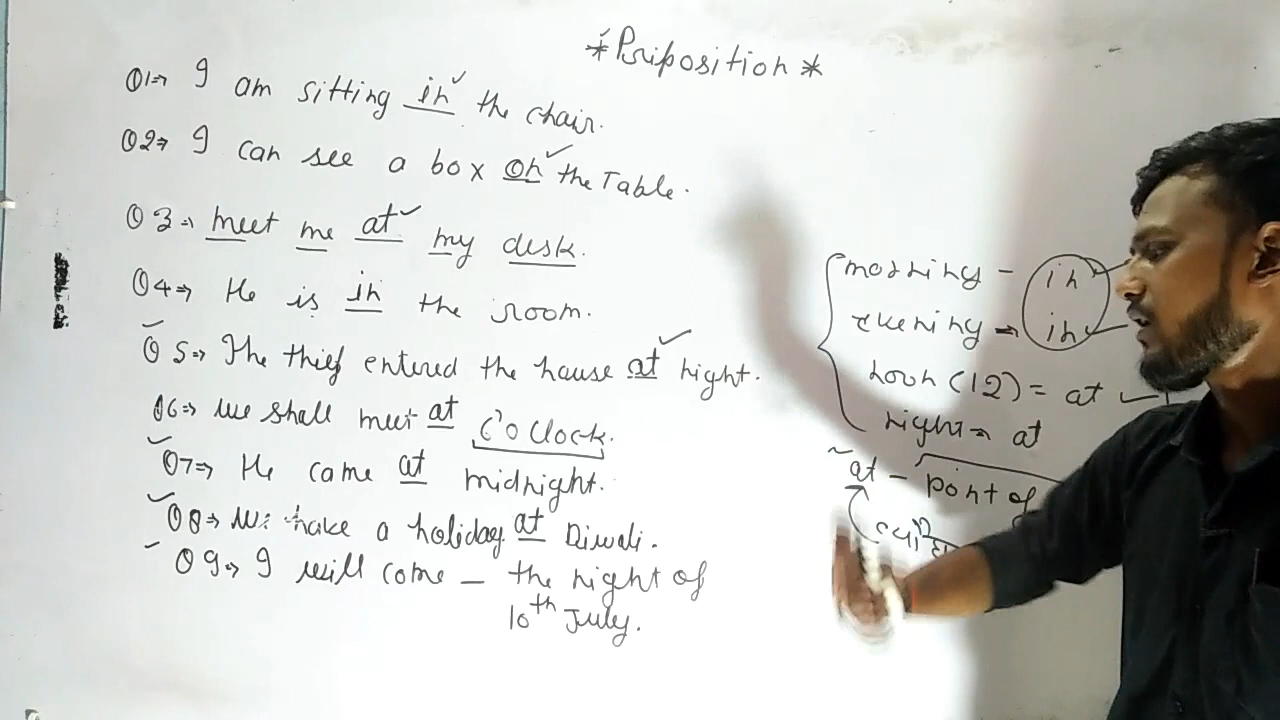 *Priposition*
Q1⇒ I am sitting in the chair.
Q2⇒ I can see a box on the Table.
Q3⇒ meet me at my desk.
Q4⇒ He is in the room.
Q5⇒ The thief entered the hause at night.
Q6⇒ We shall meet at 6'o Clock.
Q7⇒ He came at midnight.
Q8⇒ We have a holiday at Diwali.
Q9⇒ I will come — the night of
10th July.
morning - in
evening ⇒ in
noon (12) = at
night ⇒ at
at - point of